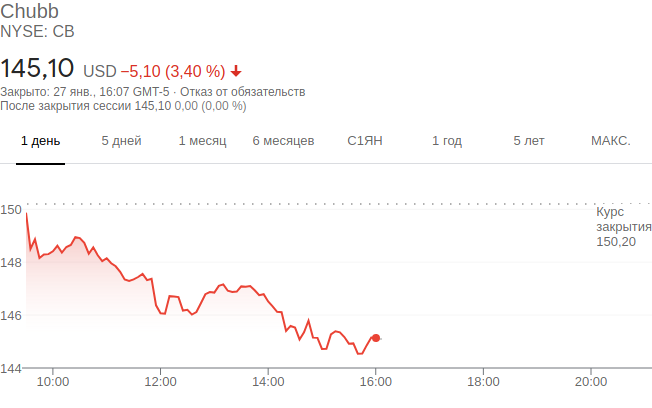 Chubb
NYSE: CB
145,10 USD −5,10 (3,40 %)
Закрыто: 27 янв., 16:07 GMT-5 · Отказ от обязательств
После закрытия сессии 145,10 0,00 (0,00 %)
1 день 5 дней 1 месяц 6 месяцев С1ЯН 1 год 5 лет МАКС.
150
Курс
закрытия
150,20
148
146
144
10:00 12:00 14:00 16:00 18:00 20:00